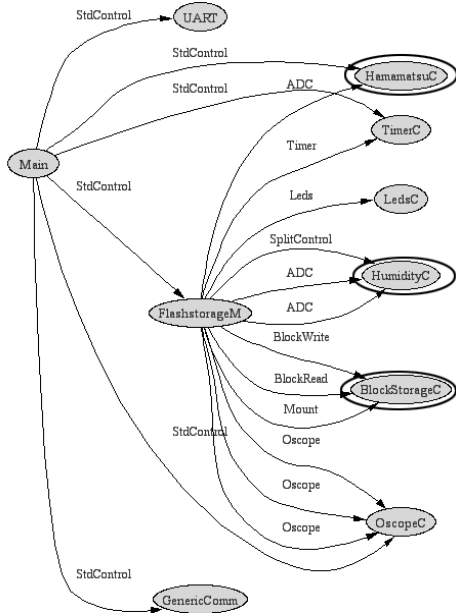 StdControl
UART
StdControl
HamamatsuC
StdControl
ADC
TimerC
Timer
Main
StdControl
Leds
LedsC
SplitControl
ADC
HumidityC
ADC
FlashstorageM
BlockWrite
BlockRead
BlockStorageC
Mount
StdControl
Oscope
Oscope
OscopeC
Oscope
StdControl
GenericComm